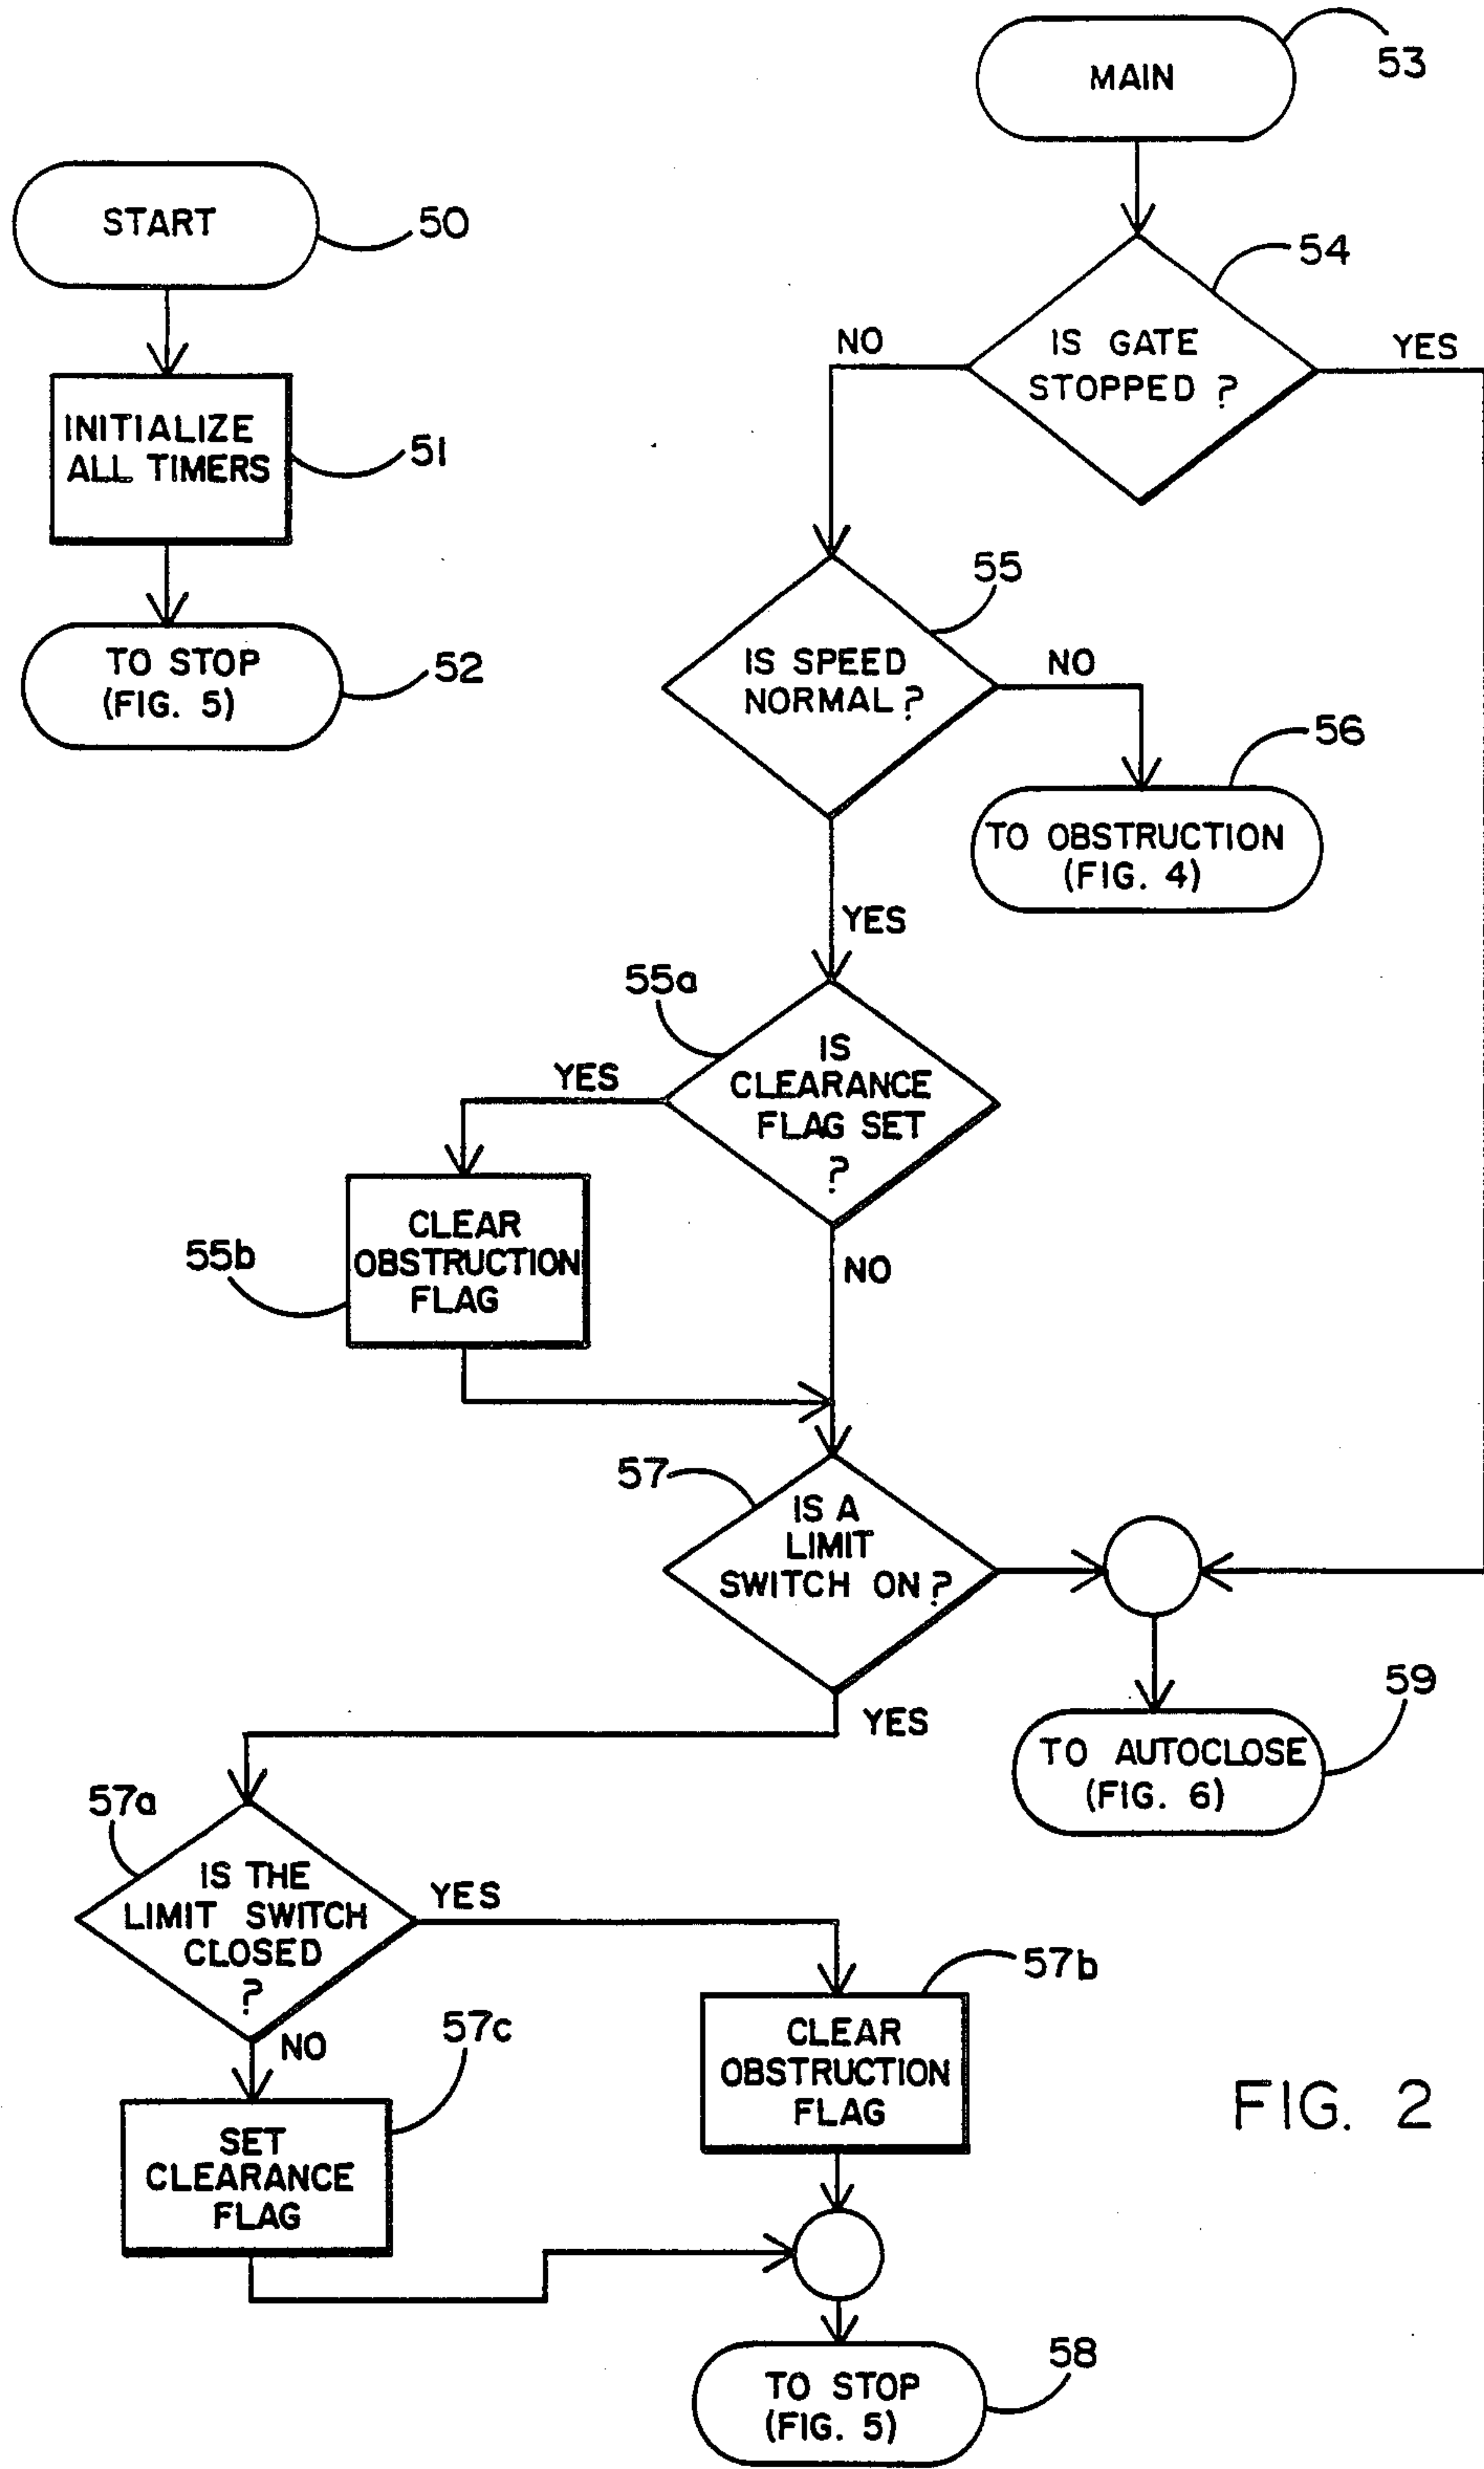 MAIN
53
START
50
54
IS GATE
STOPPED ?
NO
YES
INITIALIZE
ALL TIMERS
51
55
TO STOP
(FIG. 5)
52
IS SPEED
NORMAL ?
NO
56
TO OBSTRUCTION
(FIG. 4)
YES
55a
IS
CLEARANCE
FLAG SET
?
YES
CLEAR
OBSTRUCTION
FLAG
55b
NO
57
IS A
LIMIT
SWITCH ON ?
YES
59
TO AUTOCLOSE
(FIG. 6)
57a
IS THE
LIMIT SWITCH
CLOSED
?
YES
57b
NO
57c
CLEAR
OBSTRUCTION
FLAG
SET
CLEARANCE
FLAG
FIG. 2
58
TO STOP
(FIG. 5)